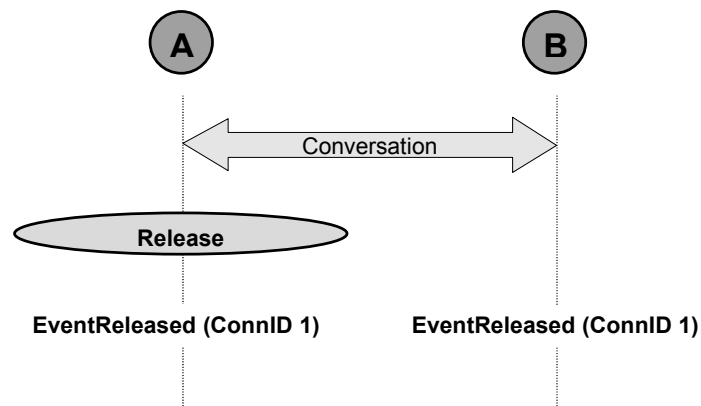 A
B
Conversation
Release
EventReleased (ConnID 1)
EventReleased (ConnID 1)